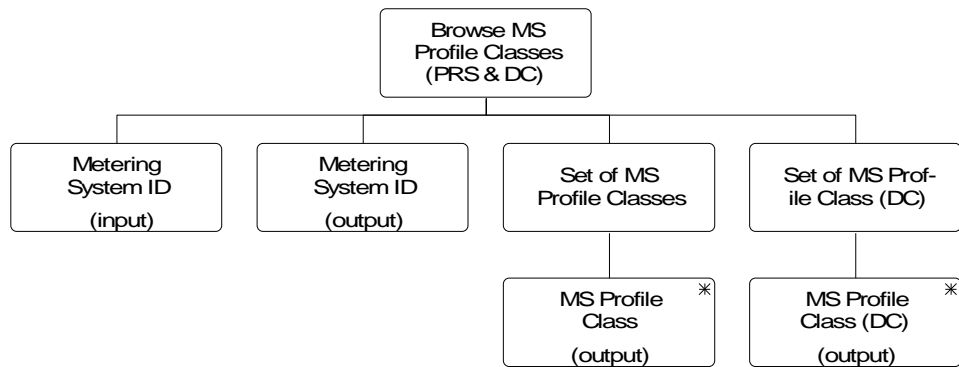 Browse MS
Profile Classes
(PRS & DC)
Metering
System ID
(input)
Metering
System ID
(output)
Set of MS
Profile Classes
Set of MS Prof-
ile Class (DC)
MS Profile
Class
(output)
*
MS Profile
Class (DC)
(output)
*